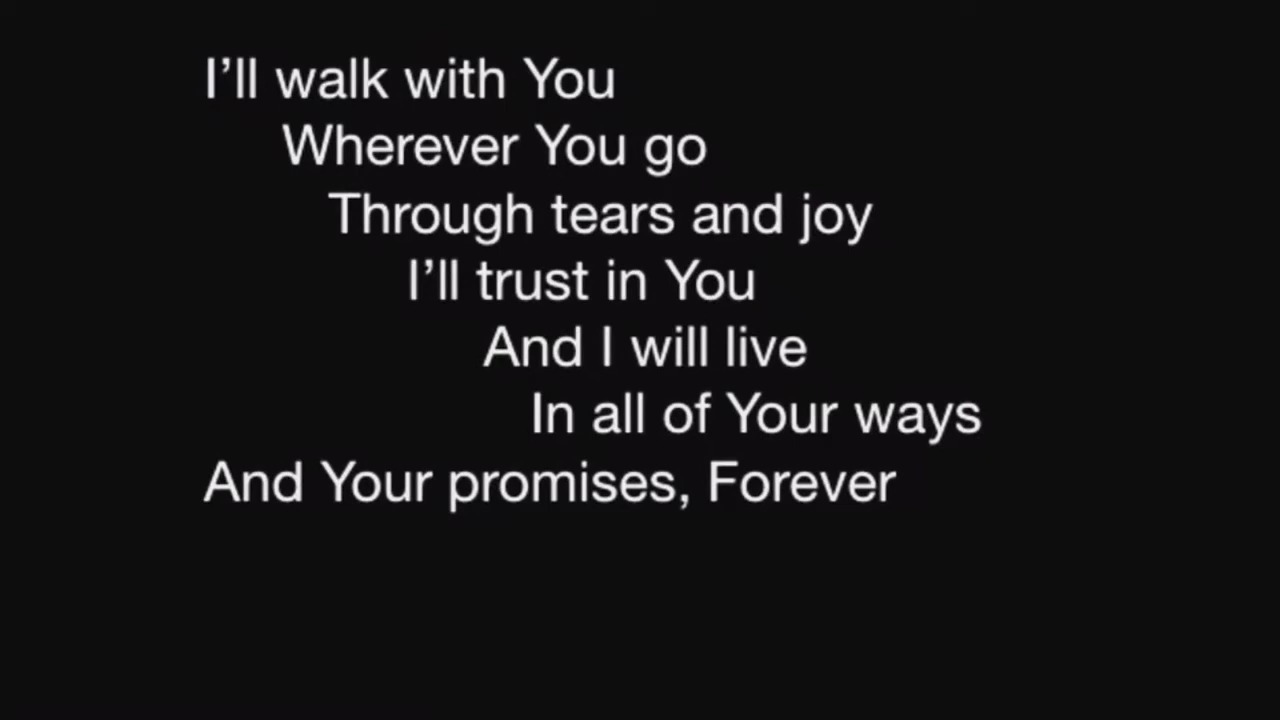 I’ll walk with You
Wherever You go
Through tears and joy
I’ll trust in You
And I will live
In all of Your ways
And Your promises, Forever